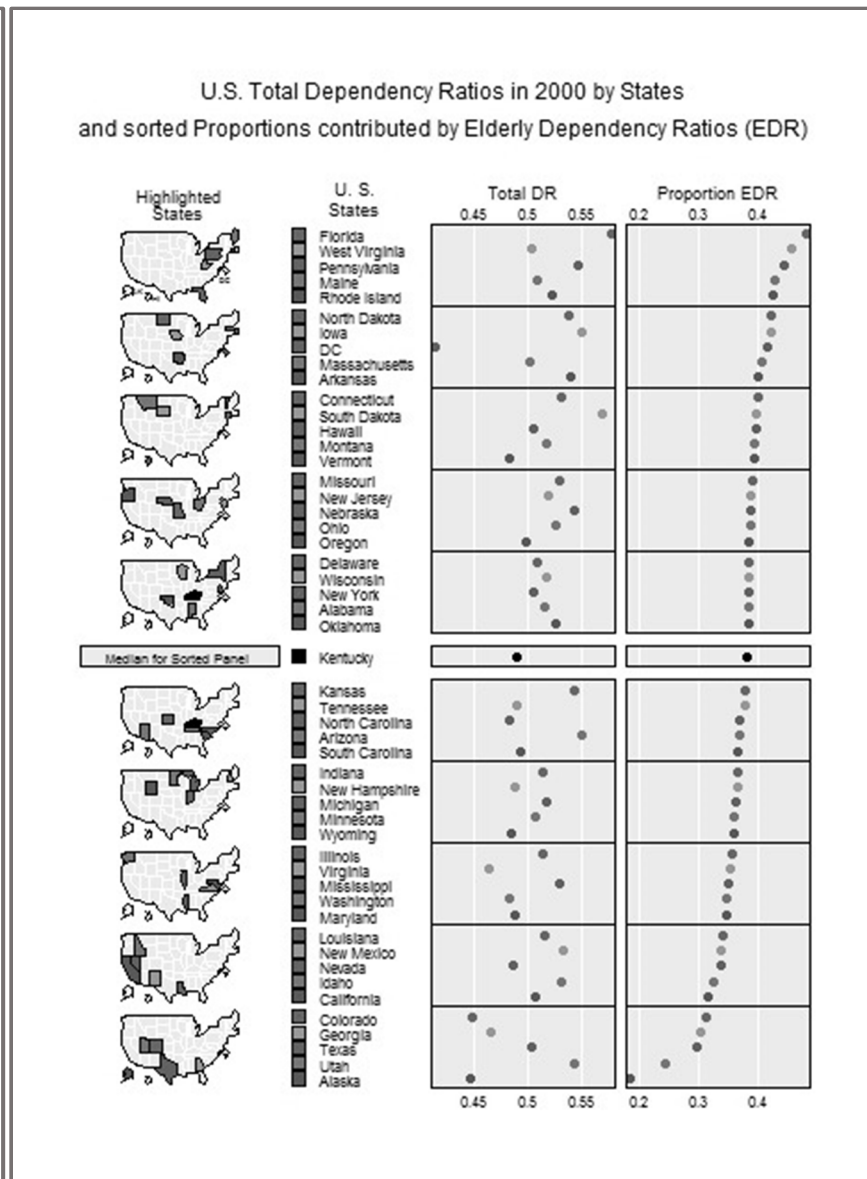 U.S. Total Dependency Ratios in 2000 by States
and sorted Proportions contributed by Elderly Dependency Ratios (EDR)
Highlighted
States
U. S.
States
Total DR
Proportion EDR
0.45 0.5 0.55
0.2 0.3 0.4
Florida
West Virginia
Pennsylvania
Maine
Rhode Island
North Dakota
Iowa
DC
Massachusetts
Arkansas
Connecticut
South Dakota
Hawaii
Montana
Vermont
Missouri
New Jersey
Nebraska
Ohio
Oregon
Delaware
Wisconsin
New York
Alabama
Oklahoma
Median for Sorted Panel
Kentucky
Kansas
Tennessee
North Carolina
Arizona
South Carolina
Indiana
New Hampshire
Michigan
Minnesota
Wyoming
Illinois
Virginia
Mississippi
Washington
Maryland
Louisiana
New Mexico
Nevada
Idaho
California
Colorado
Georgia
Texas
Utah
Alaska
0.45 0.5 0.55
0.2 0.3 0.4